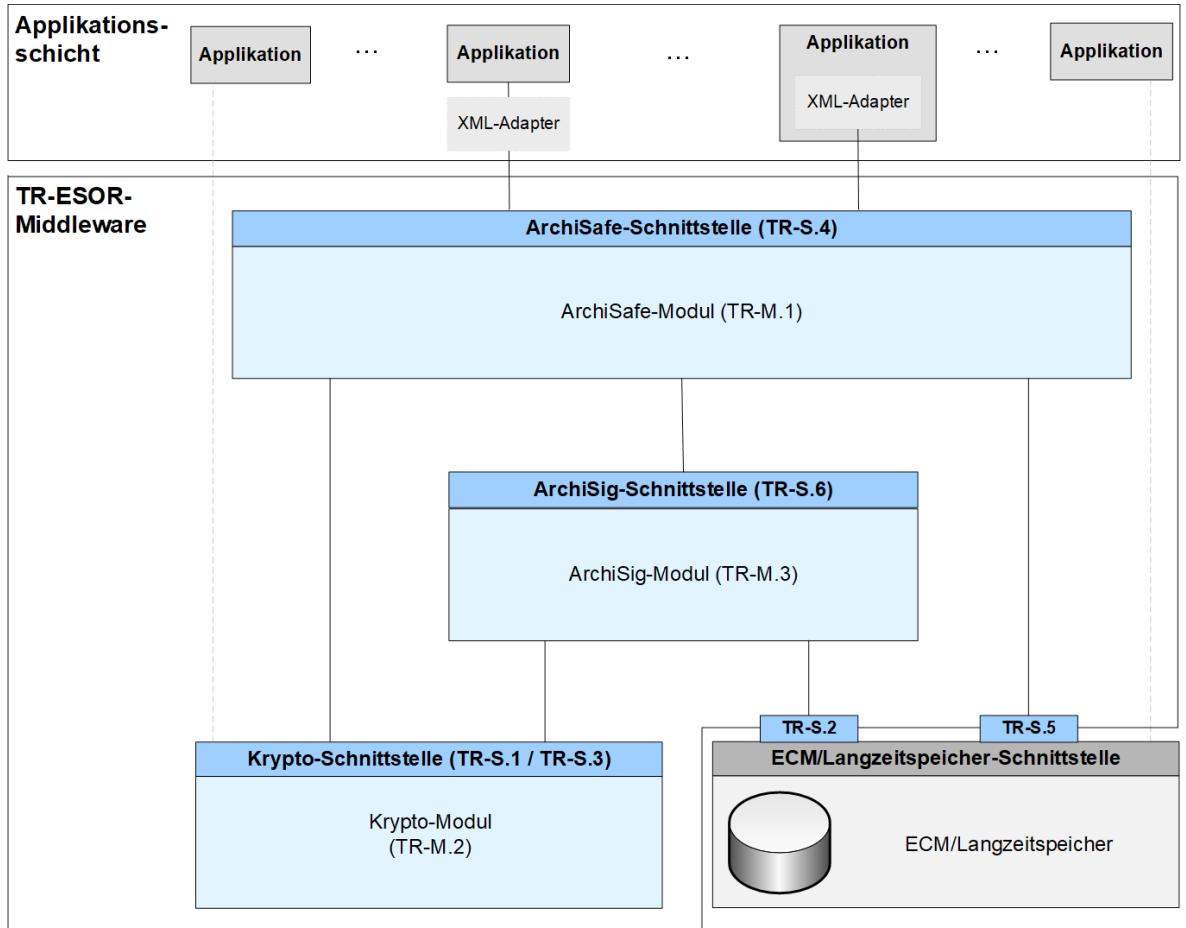 Applikations-
schicht
Applikation
...
Applikation
...
Applikation
...
Applikation
XML-Adapter
XML-Adapter
TR-ESOR-
Middleware
ArchiSafe-Schnittstelle (TR-S.4)
ArchiSafe-Modul (TR-M.1)
ArchiSig-Schnittstelle (TR-S.6)
ArchiSig-Modul (TR-M.3)
TR-S.2
TR-S.5
Krypto-Schnittstelle (TR-S.1 / TR-S.3)
ECM/Langzeitspeicher-Schnittstelle
Krypto-Modul
(TR-M.2)
ECM/Langzeitspeicher